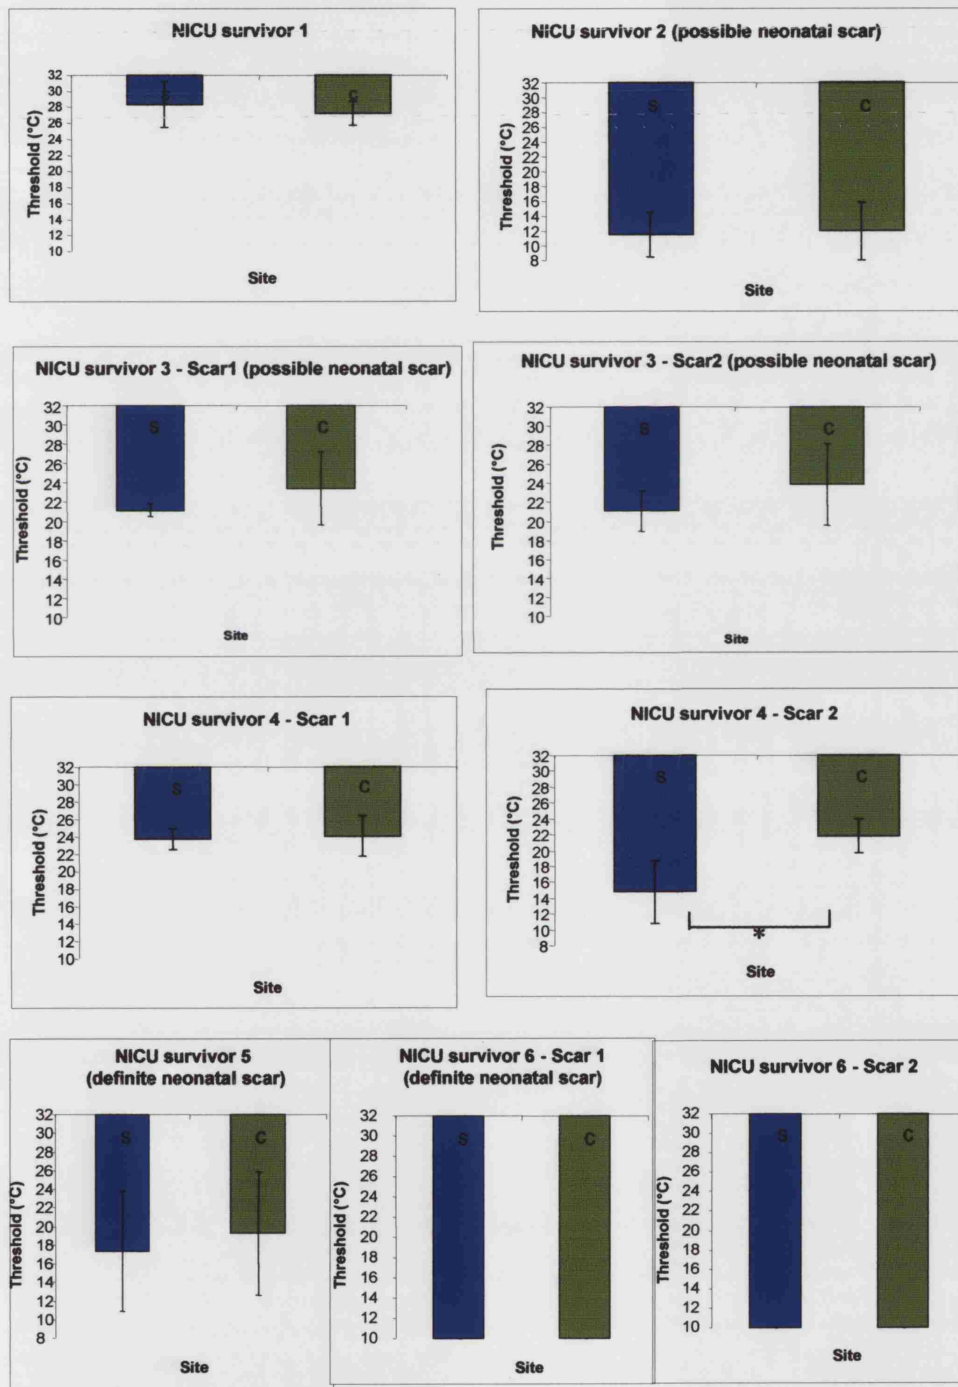 NICU survivor 1
Threshold (°C)
32
30
28
26
24
22
20
18
16
14
12
10
S
C
Site
NICU survivor 2 (possible neonatal scar)
Threshold (°C)
32
30
28
26
24
22
20
18
16
14
12
10
8
S
C
Site
NICU survivor 3 - Scar1 (possible neonatal scar)
Threshold (°C)
32
30
28
26
24
22
20
18
16
14
12
10
S
C
Site
NICU survivor 3 - Scar2 (possible neonatal scar)
Threshold (°C)
32
30
28
26
24
22
20
18
16
14
12
10
S
C
Site
NICU survivor 4 - Scar 1
Threshold (°C)
32
30
28
26
24
22
20
18
16
14
12
10
S
C
Site
NICU survivor 4 - Scar 2
Threshold (°C)
32
30
28
26
24
22
20
18
16
14
12
10
8
S
C
*
Site
NICU survivor 5
(definite neonatal scar)
Threshold (°C)
32
30
28
26
24
22
20
18
16
14
12
10
8
S
C
Site
NICU survivor 6 - Scar 1
(definite neonatal scar)
Threshold (°C)
32
30
28
26
24
22
20
18
16
14
12
10
S
C
Site
NICU survivor 6 - Scar 2
Threshold (°C)
32
30
28
26
24
22
20
18
16
14
12
10
S
C
Site